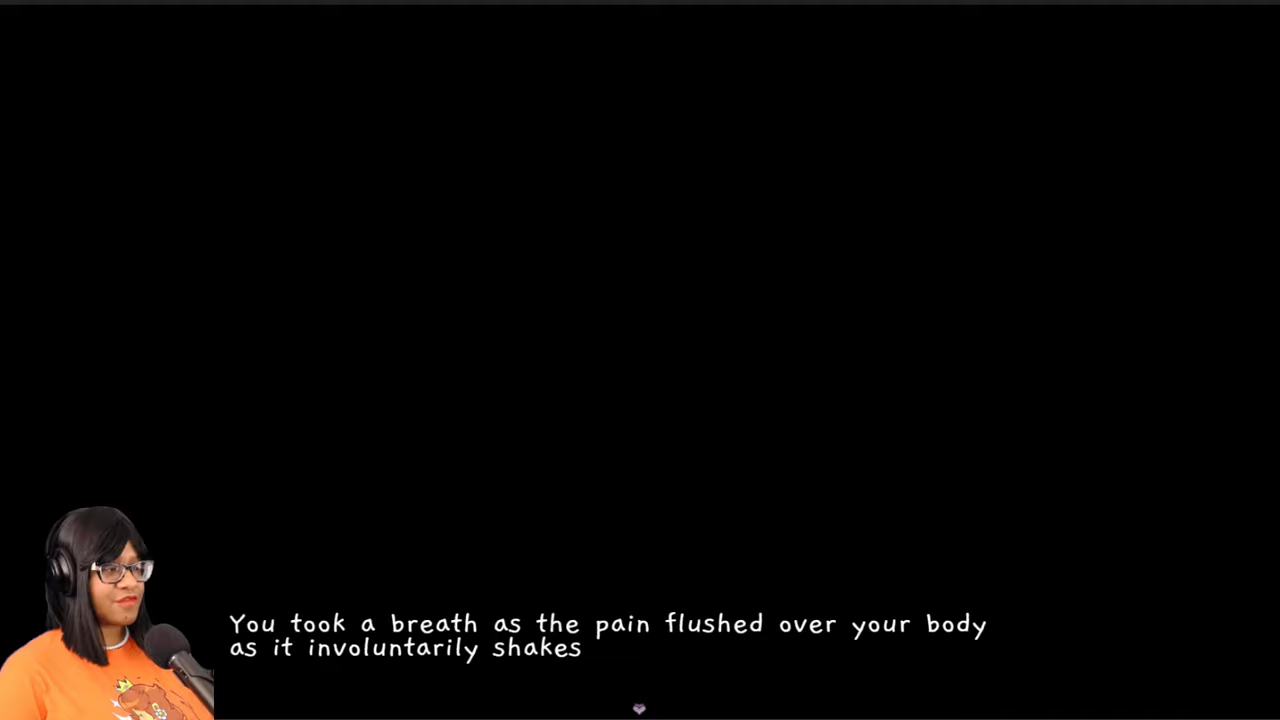 You took a breath as the pain flushed over your body
as it involuntarily shakes